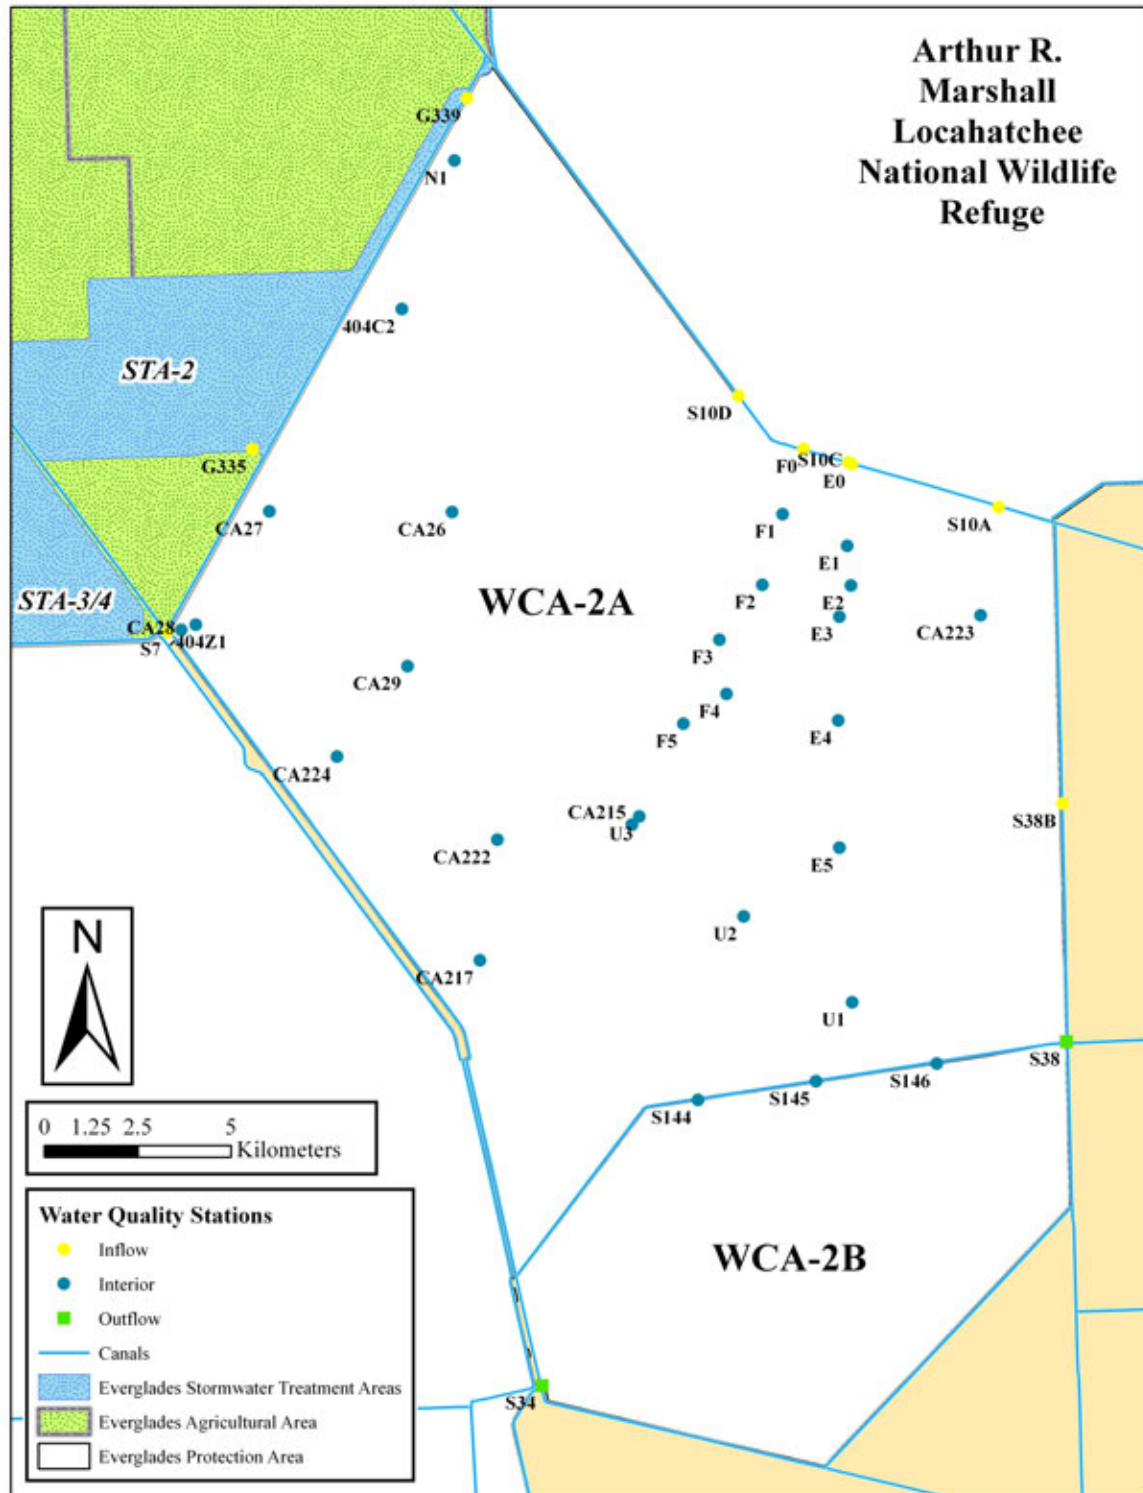 Arthur R.
Marshall
Locahatchee
National Wildlife
Refuge
G339
N1
404C2
STA-2
S10D
G335
F0
S10C
E0
S10A
CA27
CA26
F1
E1
STA-3/4
WCA-2A
F2
E2
E3
CA223
CA28
S7
404Z1
F3
CA29
F4
F5
E4
CA224
CA215
U3
S38B
CA222
E5
U2
N
CA217
U1
S38
S146
S145
S144
0 1.25 2.5 5
Kilometers
Water Quality Stations
Inflow
Interior
Outflow
Canals
Everglades Stormwater Treatment Areas
Everglades Agricultural Area
Everglades Protection Area
WCA-2B
S34